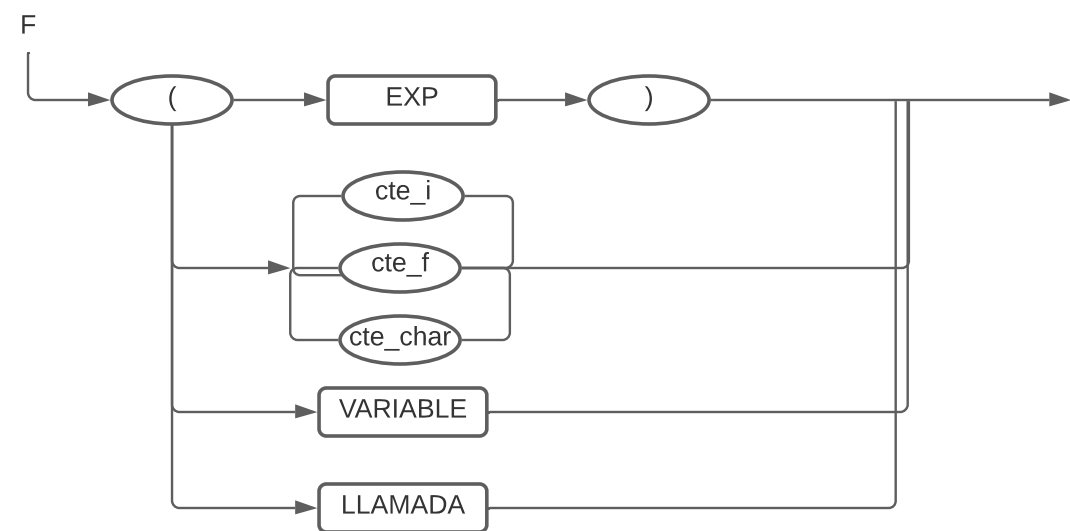 F
( EXP )
cte_i
cte_f
cte_char
VARIABLE
LLAMADA